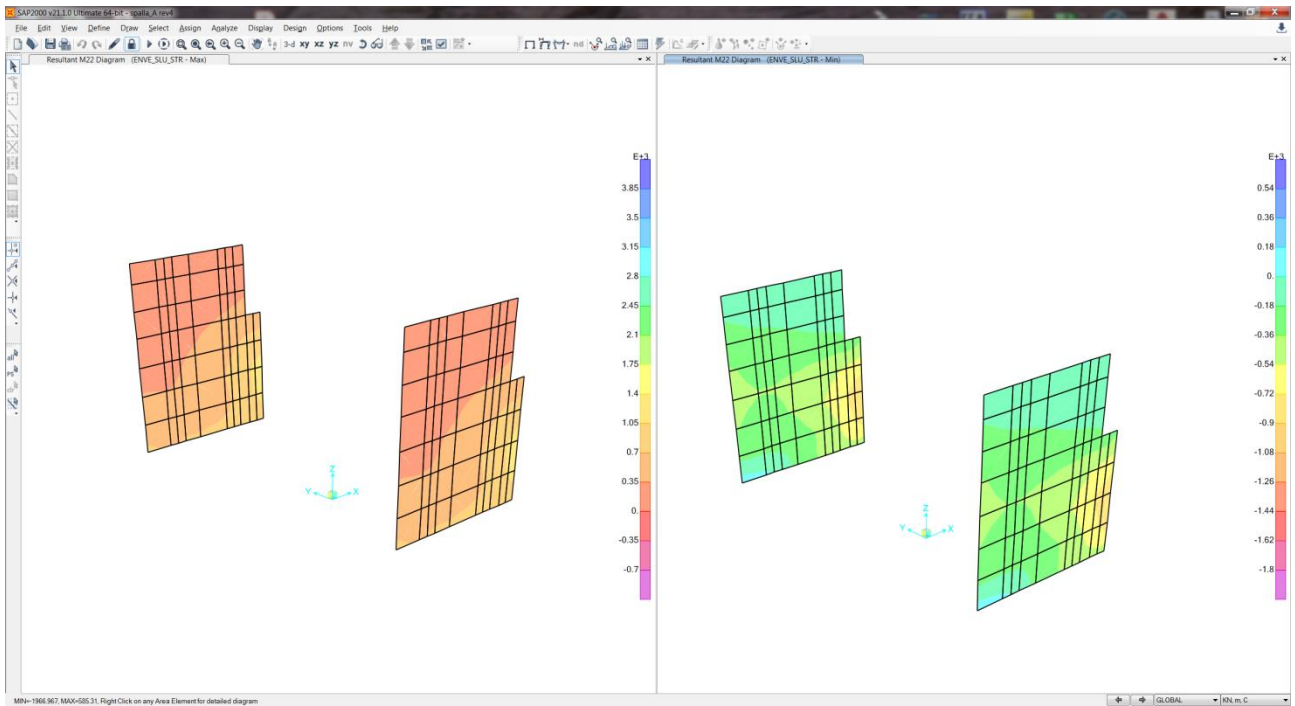 SAP2000 v21.1.0 Ultimate 64-bit - spalla_A rev4
File Edit View Define Draw Select Assign Analyze Display Design Options Tools Help
3-d xy xz yz nv
nd
Resultant M22 Diagram (ENVE_SLU_STR - Max)
Resultant M22 Diagram (ENVE_SLU_STR - Min)
E+3
3.85
3.5
3.15
2.8
2.45
2.1
1.75
1.4
1.05
0.7
0.35
0.
-0.35
-0.7
Z
Y X
E+3
0.54
0.36
0.18
0.
-0.18
-0.36
-0.54
-0.72
-0.9
-1.08
-1.26
-1.44
-1.62
-1.8
Z
Y X
all
PS
clr
MIN=-1966.967, MAX=585.31, Right Click on any Area Element for detailed diagram
GLOBAL
KN, m, C